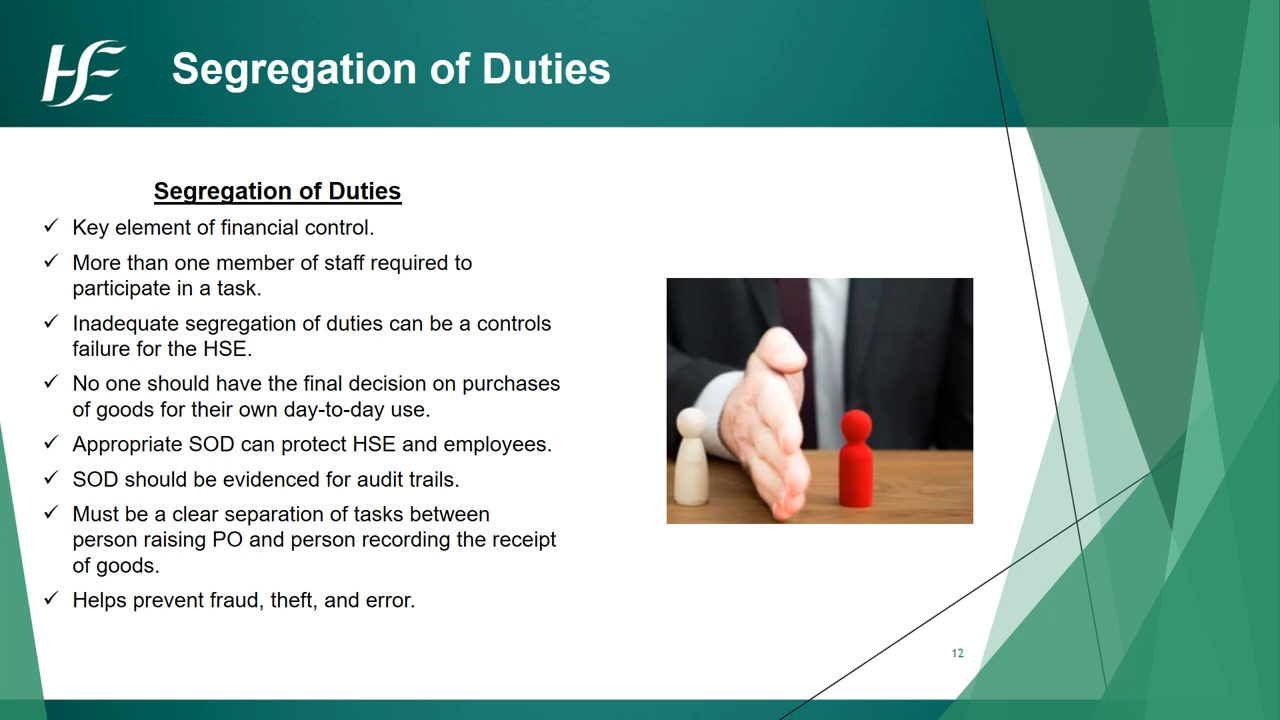 HSE
Segregation of Duties
Segregation of Duties
✓ Key element of financial control.
✓ More than one member of staff required to
participate in a task.
✓ Inadequate segregation of duties can be a controls
failure for the HSE.
✓ No one should have the final decision on purchases
of goods for their own day-to-day use.
✓ Appropriate SOD can protect HSE and employees.
✓ SOD should be evidenced for audit trails.
✓ Must be a clear separation of tasks between
person raising PO and person recording the receipt
of goods.
✓ Helps prevent fraud, theft, and error.
12